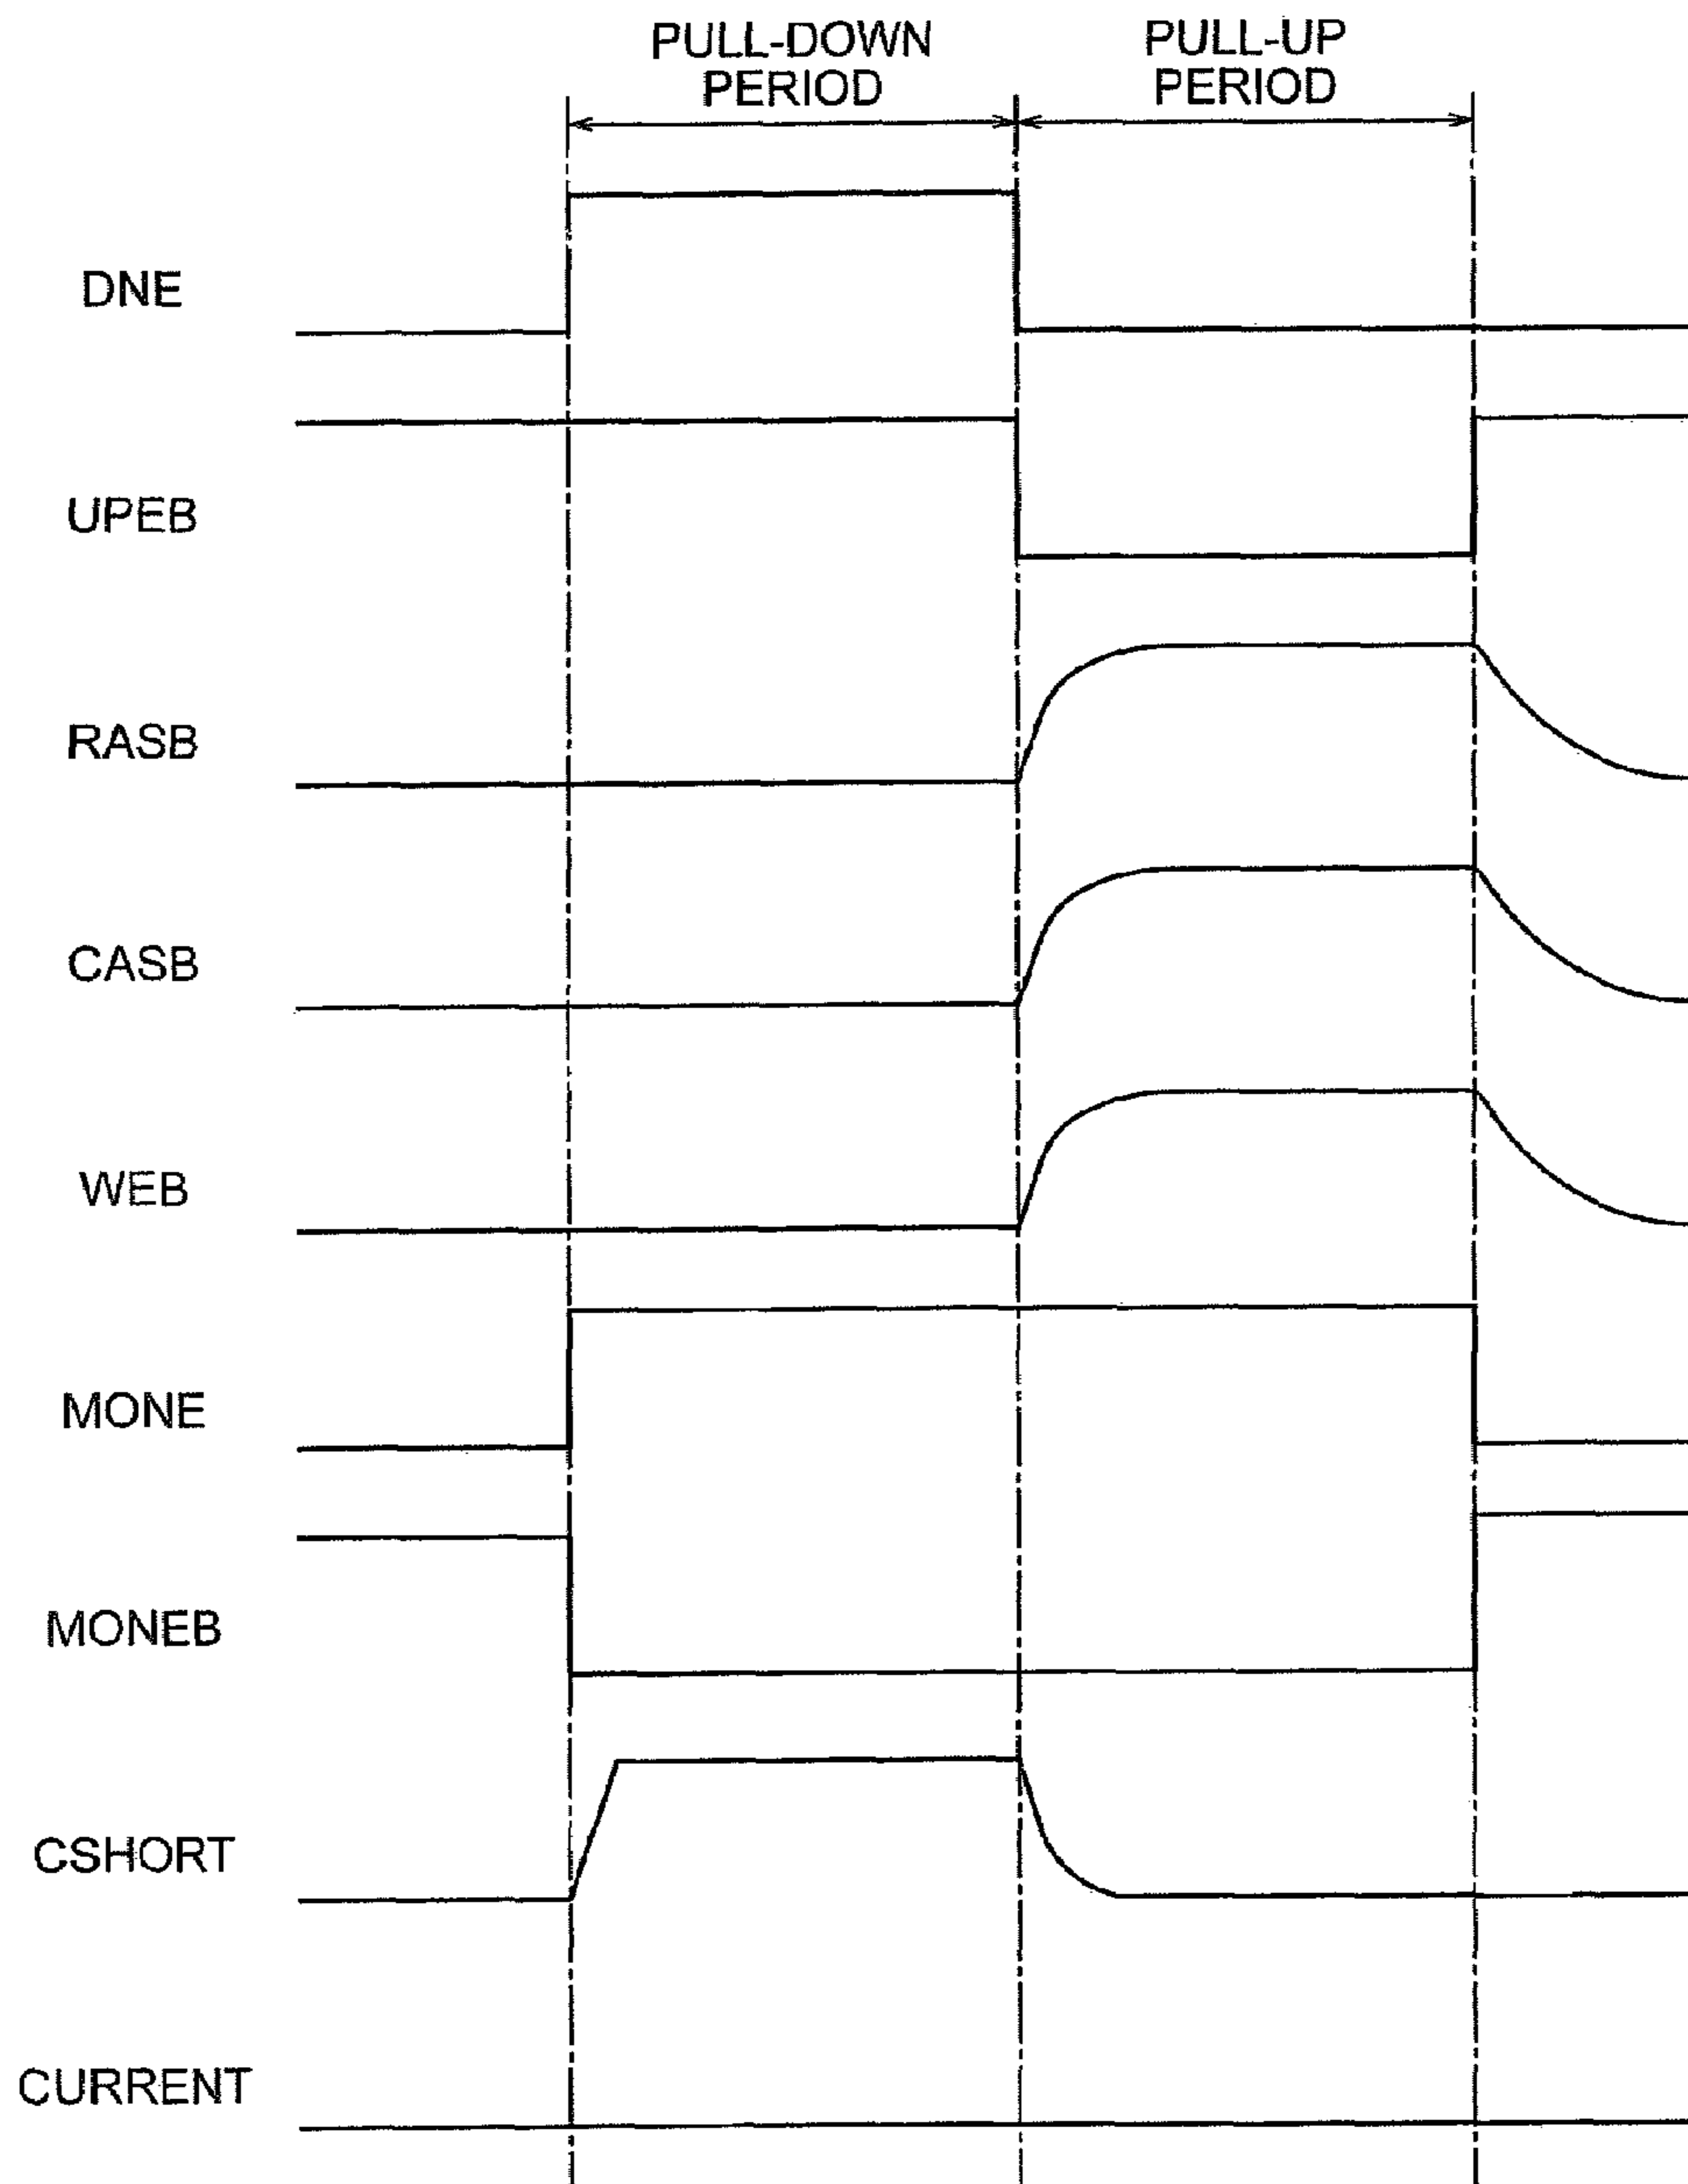 PULL-DOWN
PERIOD
PULL-UP
PERIOD
DNE
UPEB
RASB
CASB
WEB
MONE
MONEB
CSHORT
CURRENT